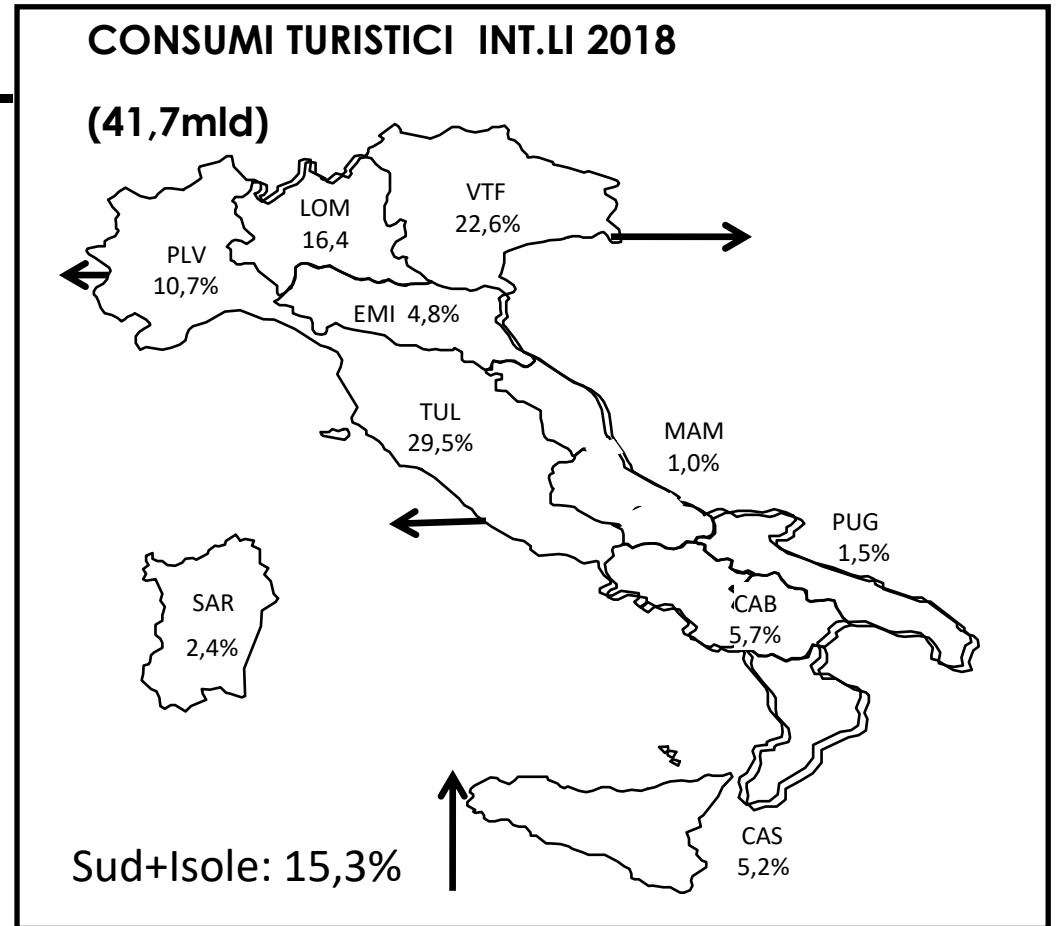 CONSUMI TURISTICI INT.LI 2018
(41,7mld)
VTF
22,6%
LOM
16,4
PLV
10,7%
EMI 4,8%
TUL
29,5%
MAM
1,0%
PUG
1,5%
SAR
2,4%
CAB
5,7%
CAS
5,2%
Sud+Isole: 15,3%